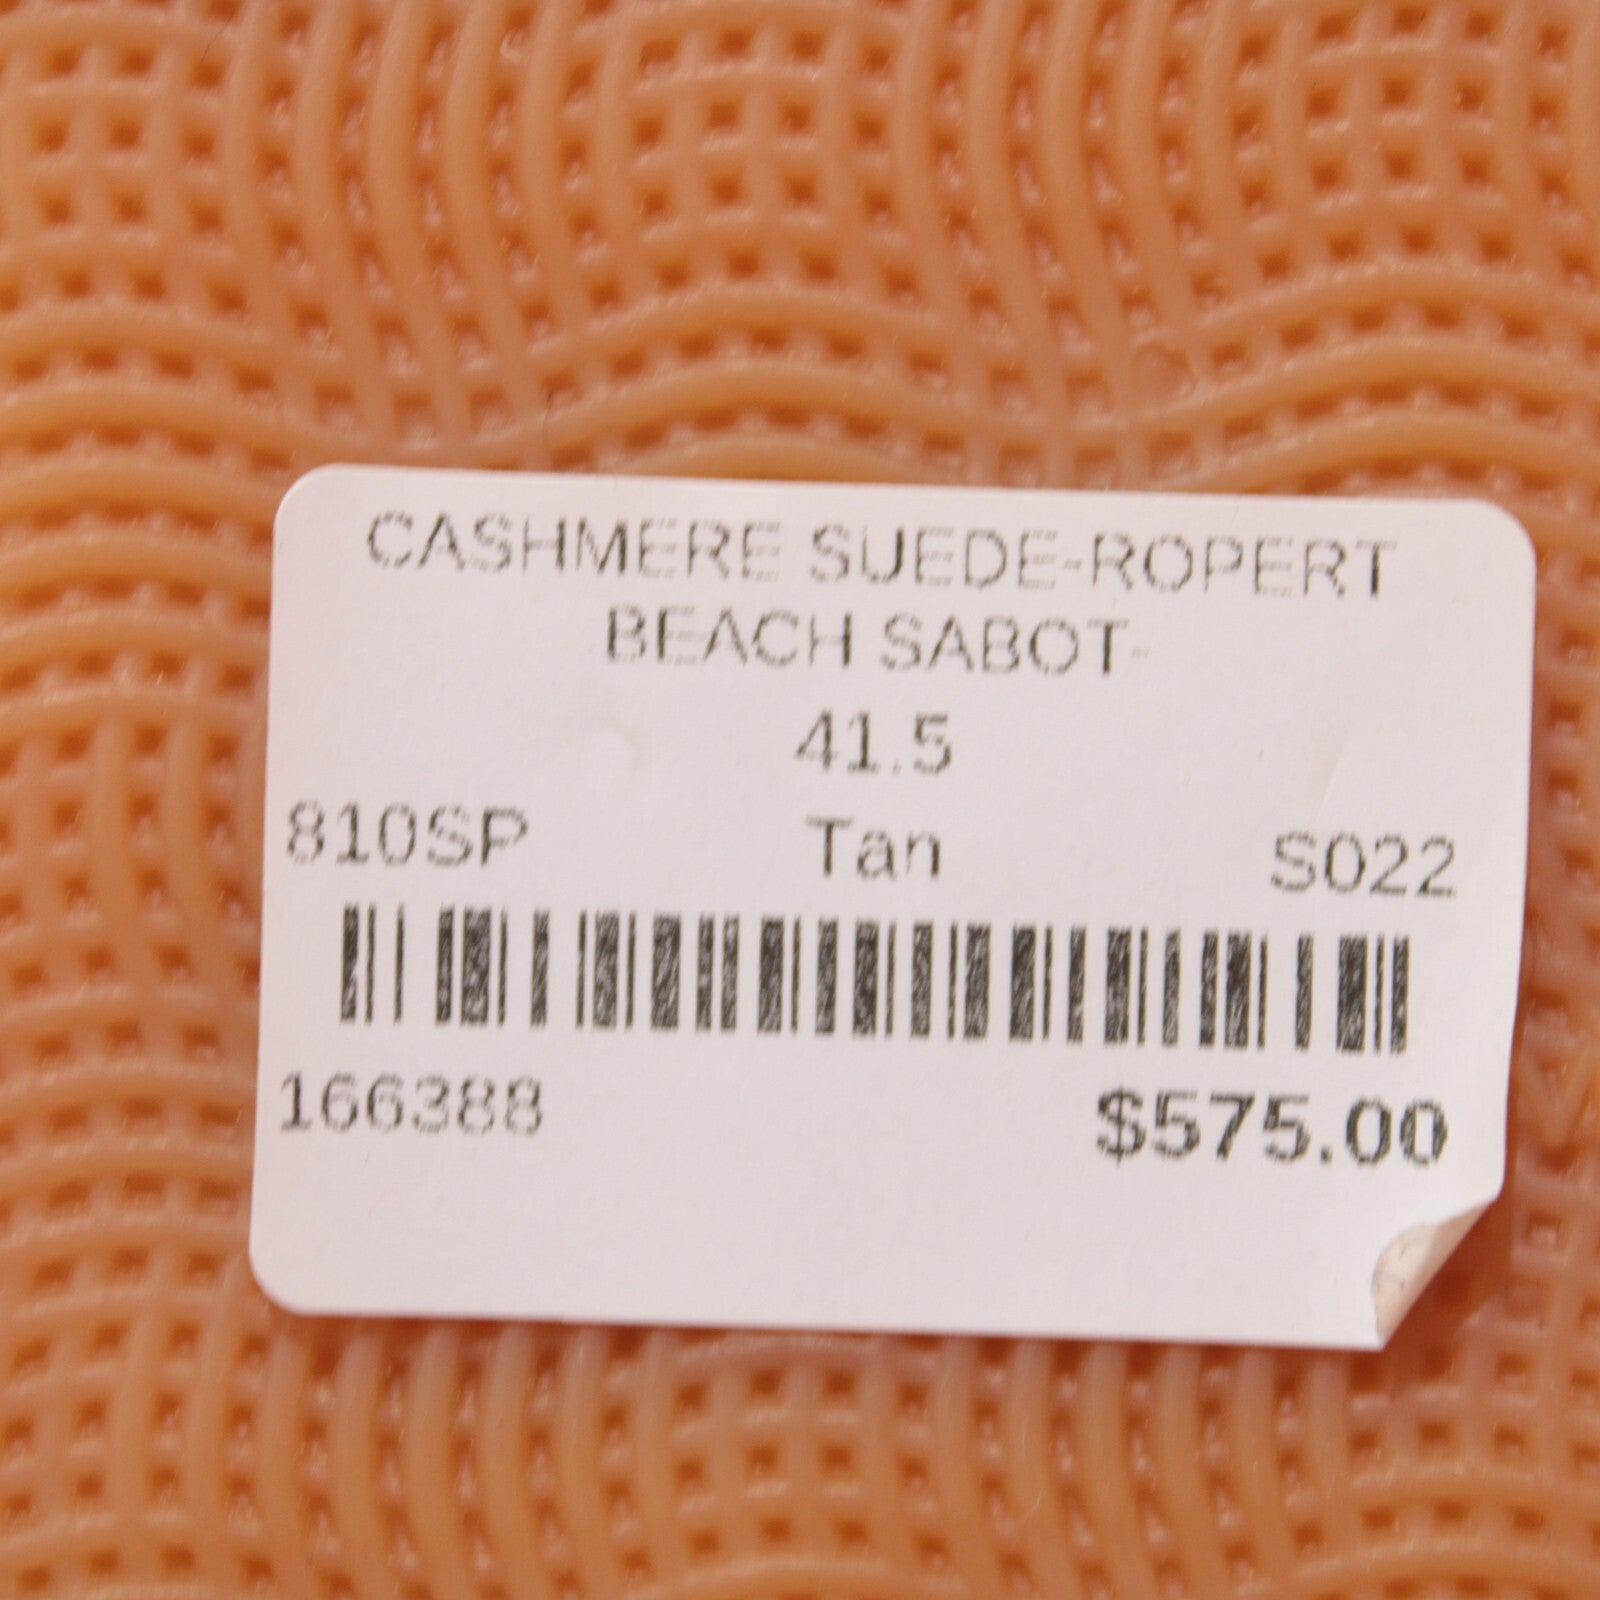 CASHMERE SUEDE-ROPERT
BEACH SABOT-
41.5
810SP Tan S022
166388 $575.00